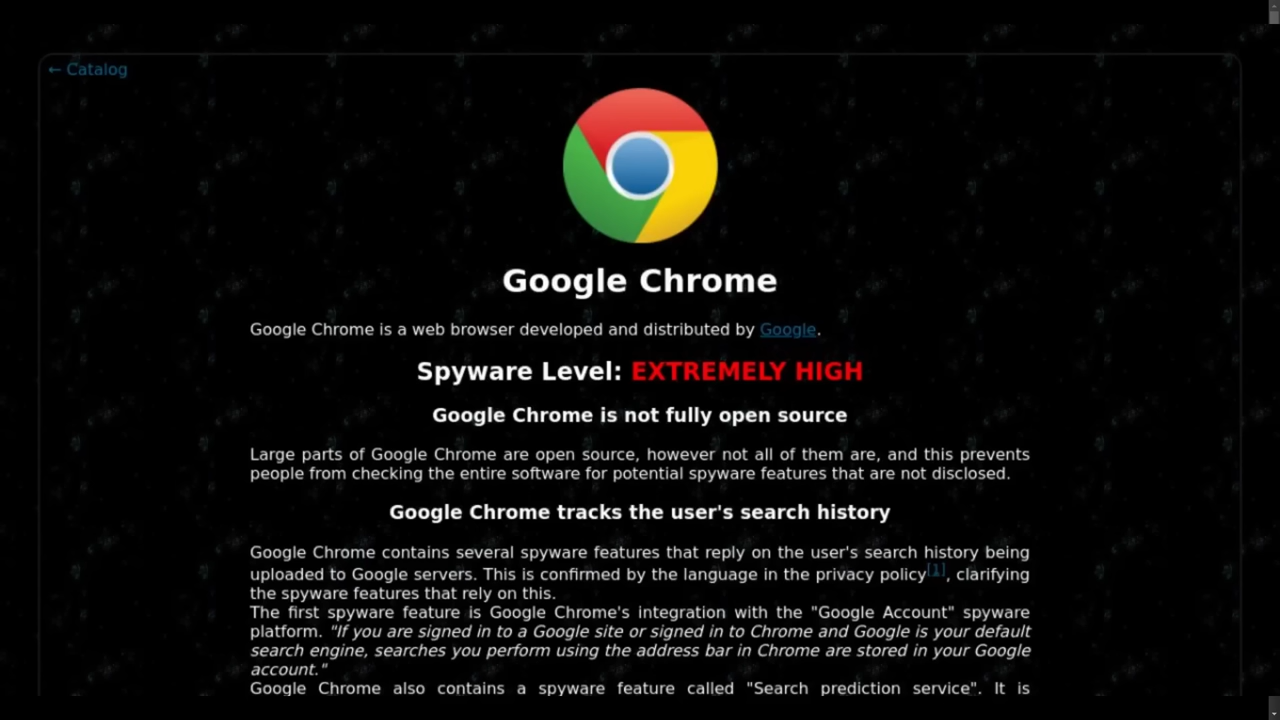 ← Catalog
Google Chrome
Google Chrome is a web browser developed and distributed by Google.
Spyware Level: EXTREMELY HIGH
Google Chrome is not fully open source
Large parts of Google Chrome are open source, however not all of them are, and this prevents
people from checking the entire software for potential spyware features that are not disclosed.
Google Chrome tracks the user's search history
Google Chrome contains several spyware features that reply on the user's search history being
uploaded to Google servers. This is confirmed by the language in the privacy policy[1], clarifying
the spyware features that rely on this.
The first spyware feature is Google Chrome's integration with the "Google Account" spyware
platform. "If you are signed in to a Google site or signed in to Chrome and Google is your default
search engine, searches you perform using the address bar in Chrome are stored in your Google
account."
Google Chrome also contains a spyware feature called "Search prediction service". It is